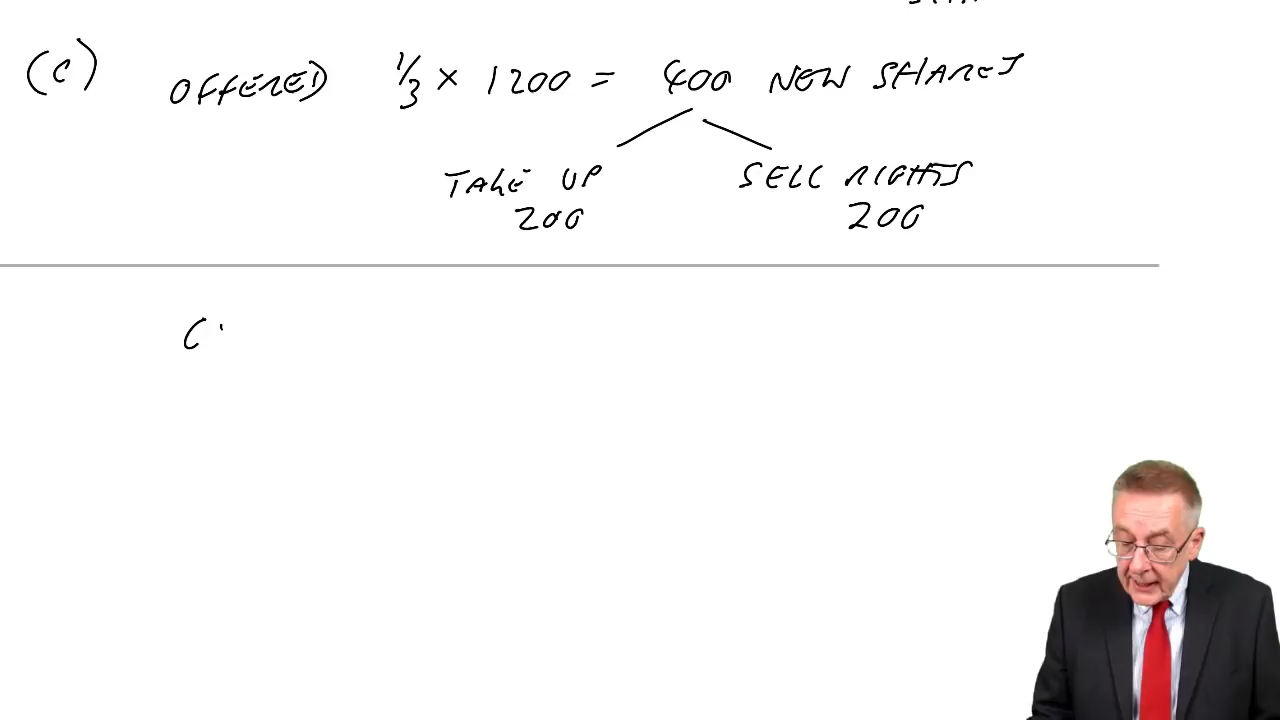 (c) OFFERED 1/3 × 1200 = 400 NEW SHARES
TAKE UP SELL RIGHTS
200 200
(